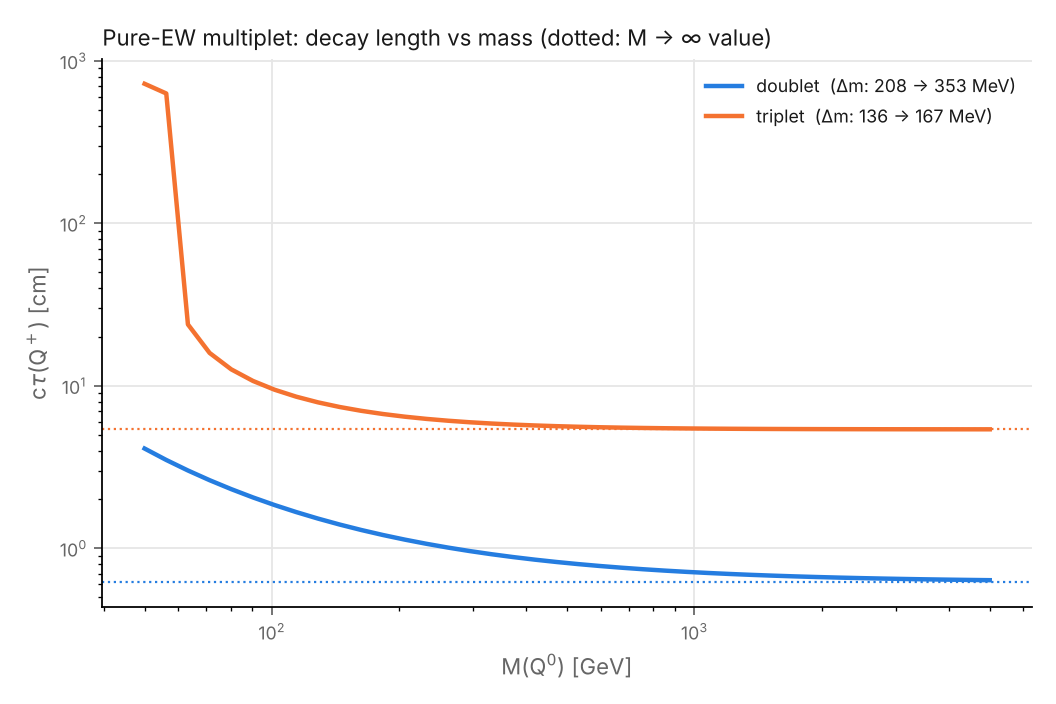 Pure-EW multiplet: decay length vs mass (dotted: M → ∞ value)
doublet (Δm: 208 → 353 MeV)
triplet (Δm: 136 → 167 MeV)
10³
10²
10¹
10⁰
cτ(Q⁺) [cm]
10² 10³
M(Q⁰) [GeV]